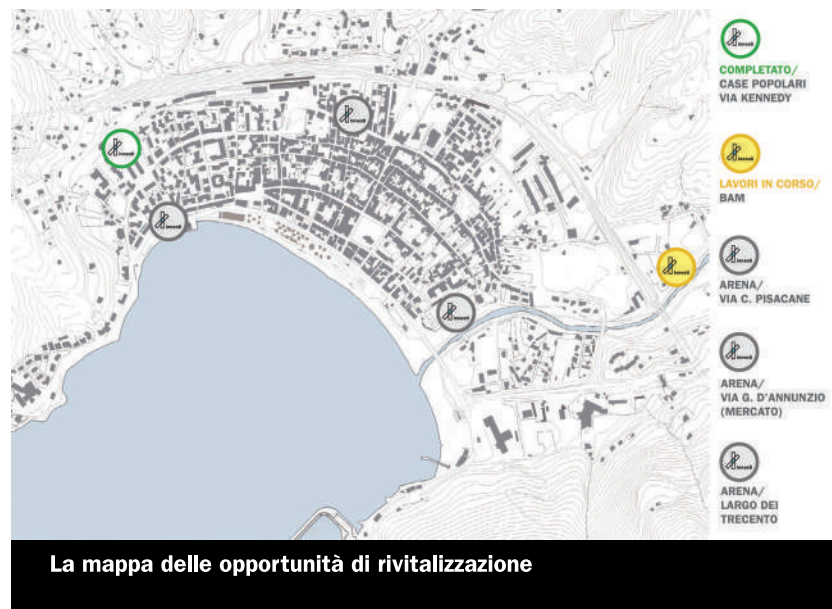 COMPLETATO/
CASE POPOLARI
VIA KENNEDY
LAVORI IN CORSO/
BAM
ARENA/
VIA C. PISACANE
ARENA/
VIA G. D'ANNUNZIO
(MERCATO)
ARENA/
LARGO DEI
TRECENTO
La mappa delle opportunità di rivitalizzazione